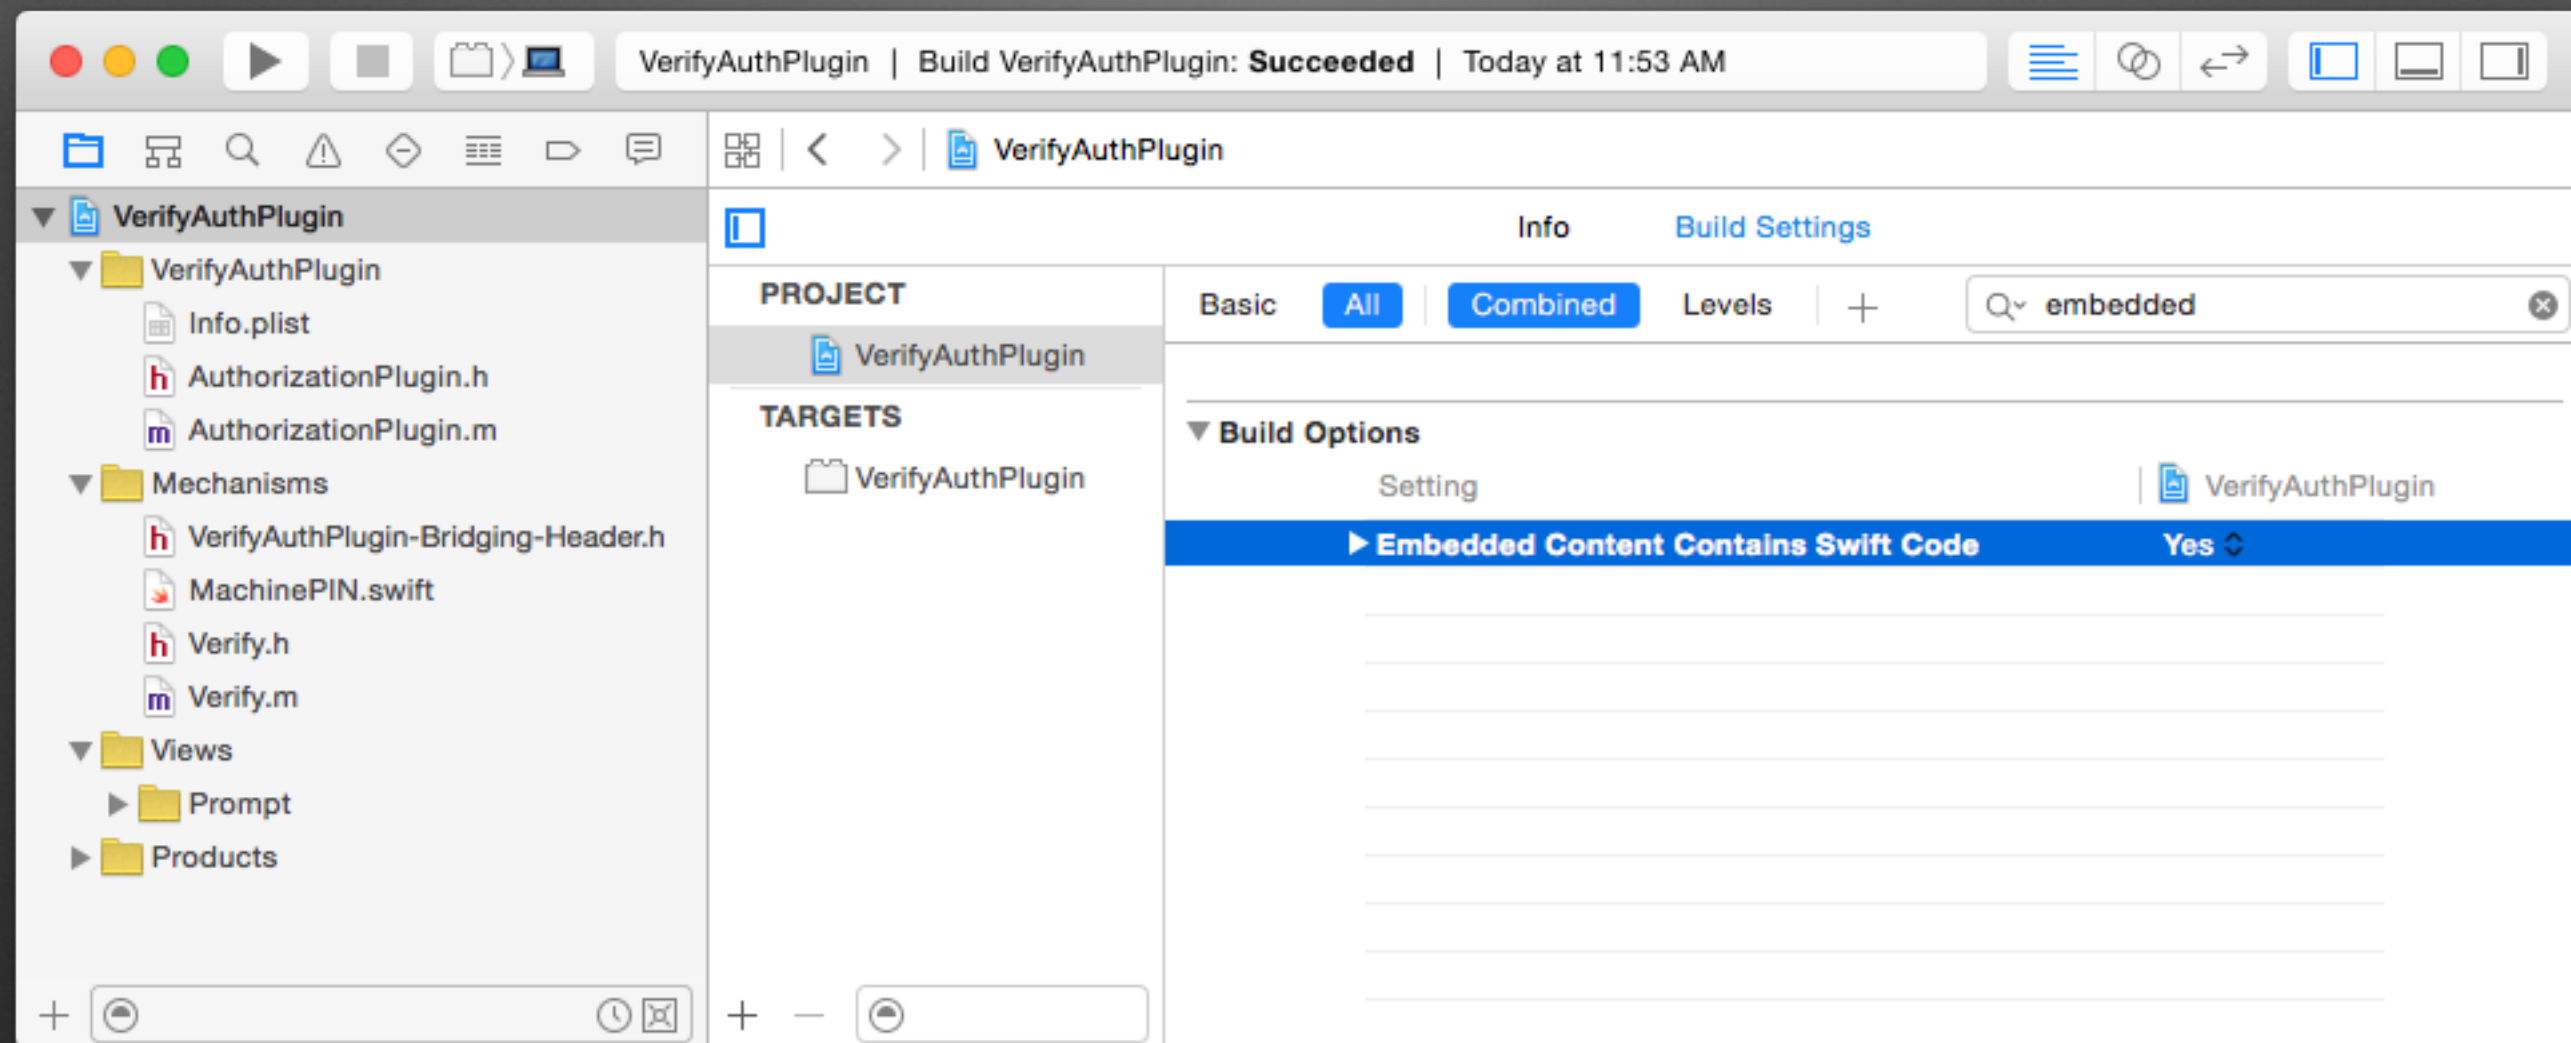 VerifyAuthPlugin | Build VerifyAuthPlugin: Succeeded | Today at 11:53 AM
VerifyAuthPlugin
VerifyAuthPlugin
VerifyAuthPlugin
Info.plist
h AuthorizationPlugin.h
m AuthorizationPlugin.m
Mechanisms
h VerifyAuthPlugin-Bridging-Header.h
MachinePIN.swift
h Verify.h
m Verify.m
Views
Prompt
Products
Info Build Settings
PROJECT
VerifyAuthPlugin
TARGETS
VerifyAuthPlugin
Basic All Combined Levels embedded
Build Options
Setting VerifyAuthPlugin
Embedded Content Contains Swift Code Yes